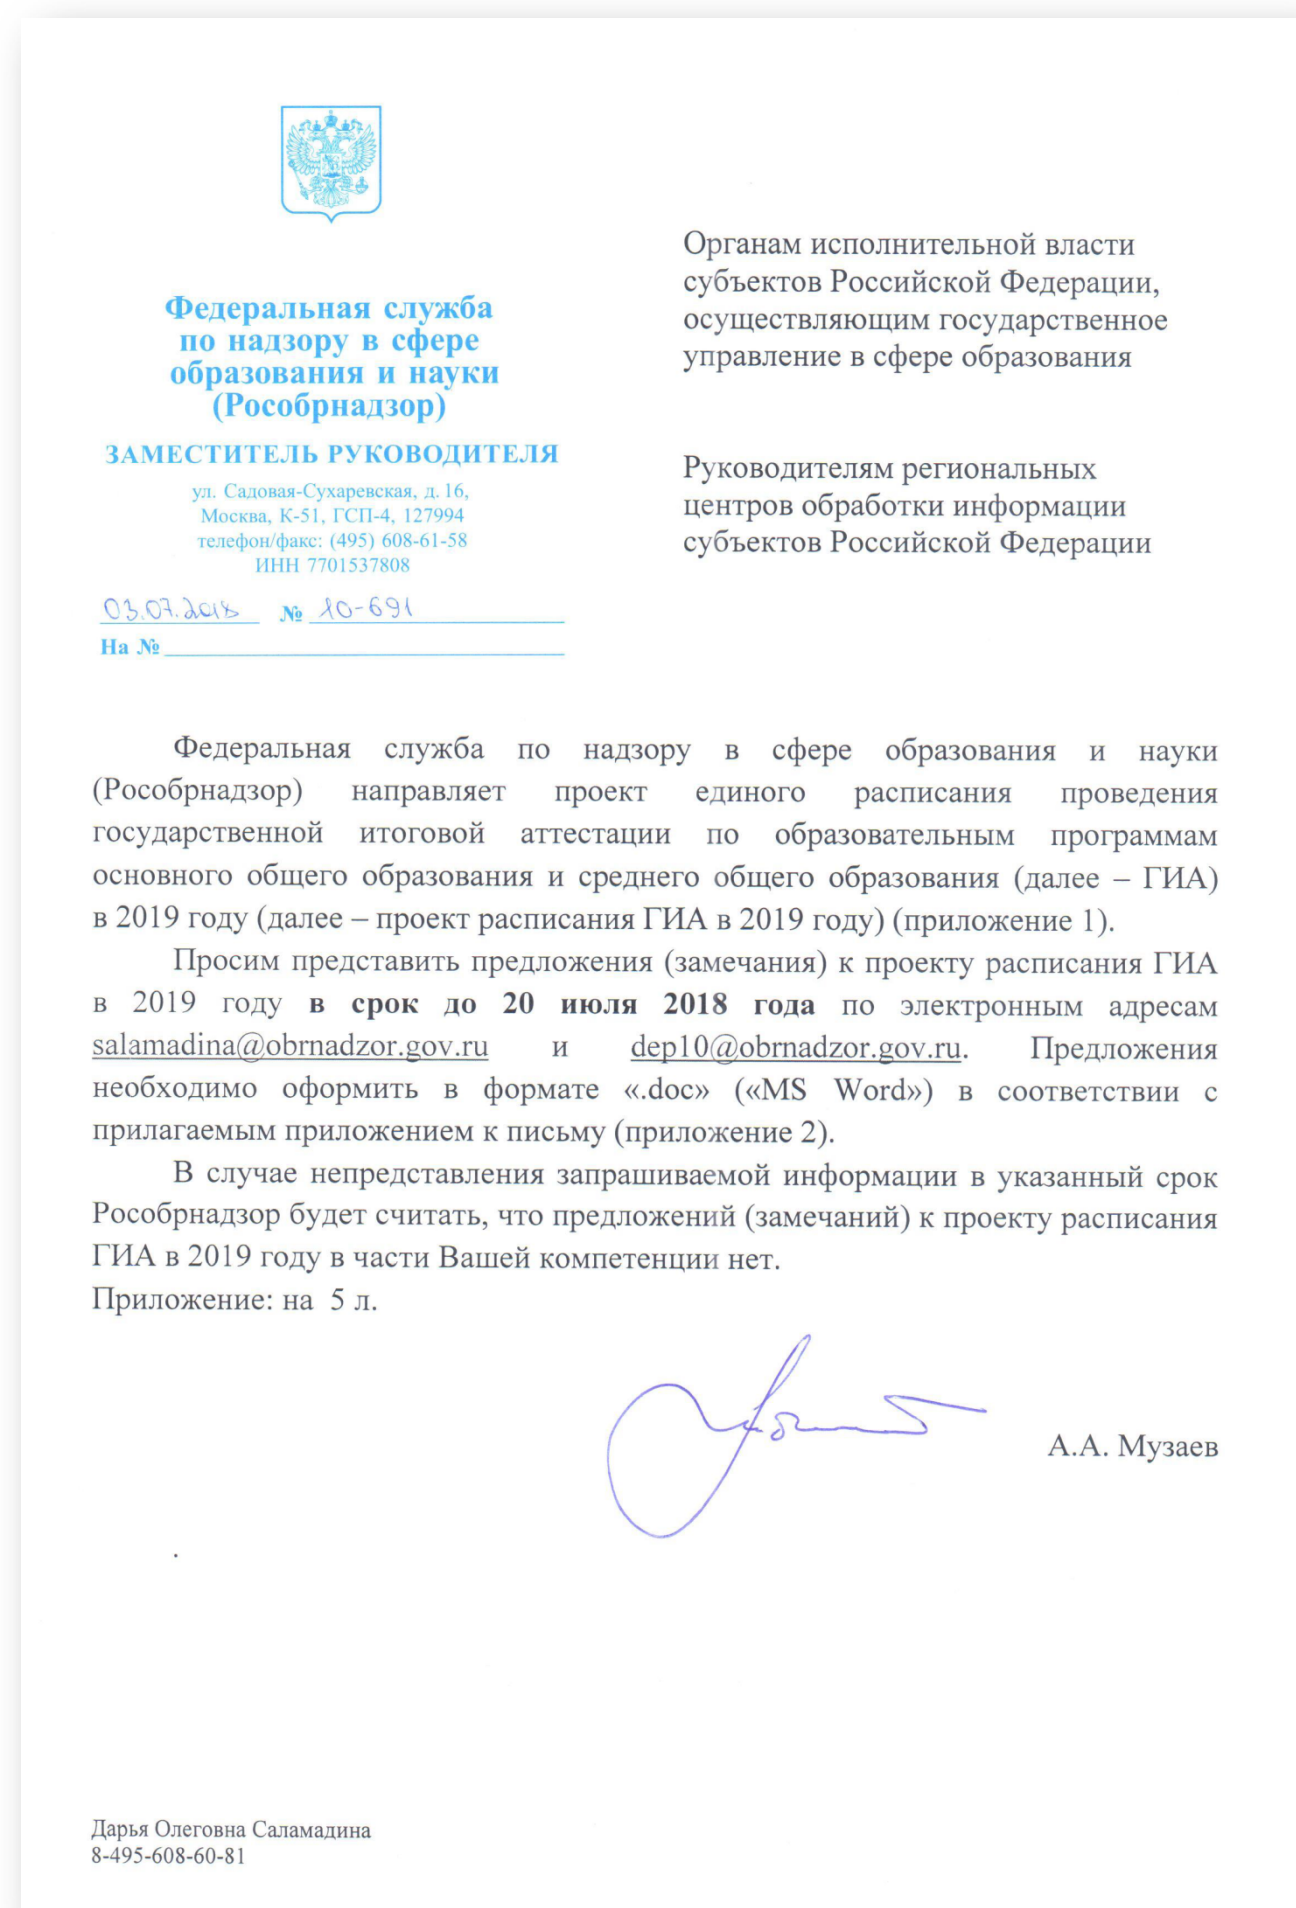 Федеральная служба
по надзору в сфере
образования и науки
(Рособрнадзор)
ЗАМЕСТИТЕЛЬ РУКОВОДИТЕЛЯ
ул. Садовая-Сухаревская, д. 16,
Москва, К-51, ГСП-4, 127994
телефон/факс: (495) 608-61-58
ИНН 7701537808
03.07.2018 № 10-691
На №
Органам исполнительной власти
субъектов Российской Федерации,
осуществляющим государственное
управление в сфере образования
Руководителям региональных
центров обработки информации
субъектов Российской Федерации
Федеральная служба по надзору в сфере образования и науки
(Рособрнадзор) направляет проект единого расписания проведения
государственной итоговой аттестации по образовательным программам
основного общего образования и среднего общего образования (далее – ГИА)
в 2019 году (далее – проект расписания ГИА в 2019 году) (приложение 1).
Просим представить предложения (замечания) к проекту расписания ГИА
в 2019 году в срок до 20 июля 2018 года по электронным адресам
salamadina@obrnadzor.gov.ru и dep10@obrnadzor.gov.ru. Предложения
необходимо оформить в формате «.doc» («MS Word») в соответствии с
прилагаемым приложением к письму (приложение 2).
В случае непредставления запрашиваемой информации в указанный срок
Рособрнадзор будет считать, что предложений (замечаний) к проекту расписания
ГИА в 2019 году в части Вашей компетенции нет.
Приложение: на 5 л.
А.А. Музаев
Дарья Олеговна Саламадина
8-495-608-60-81